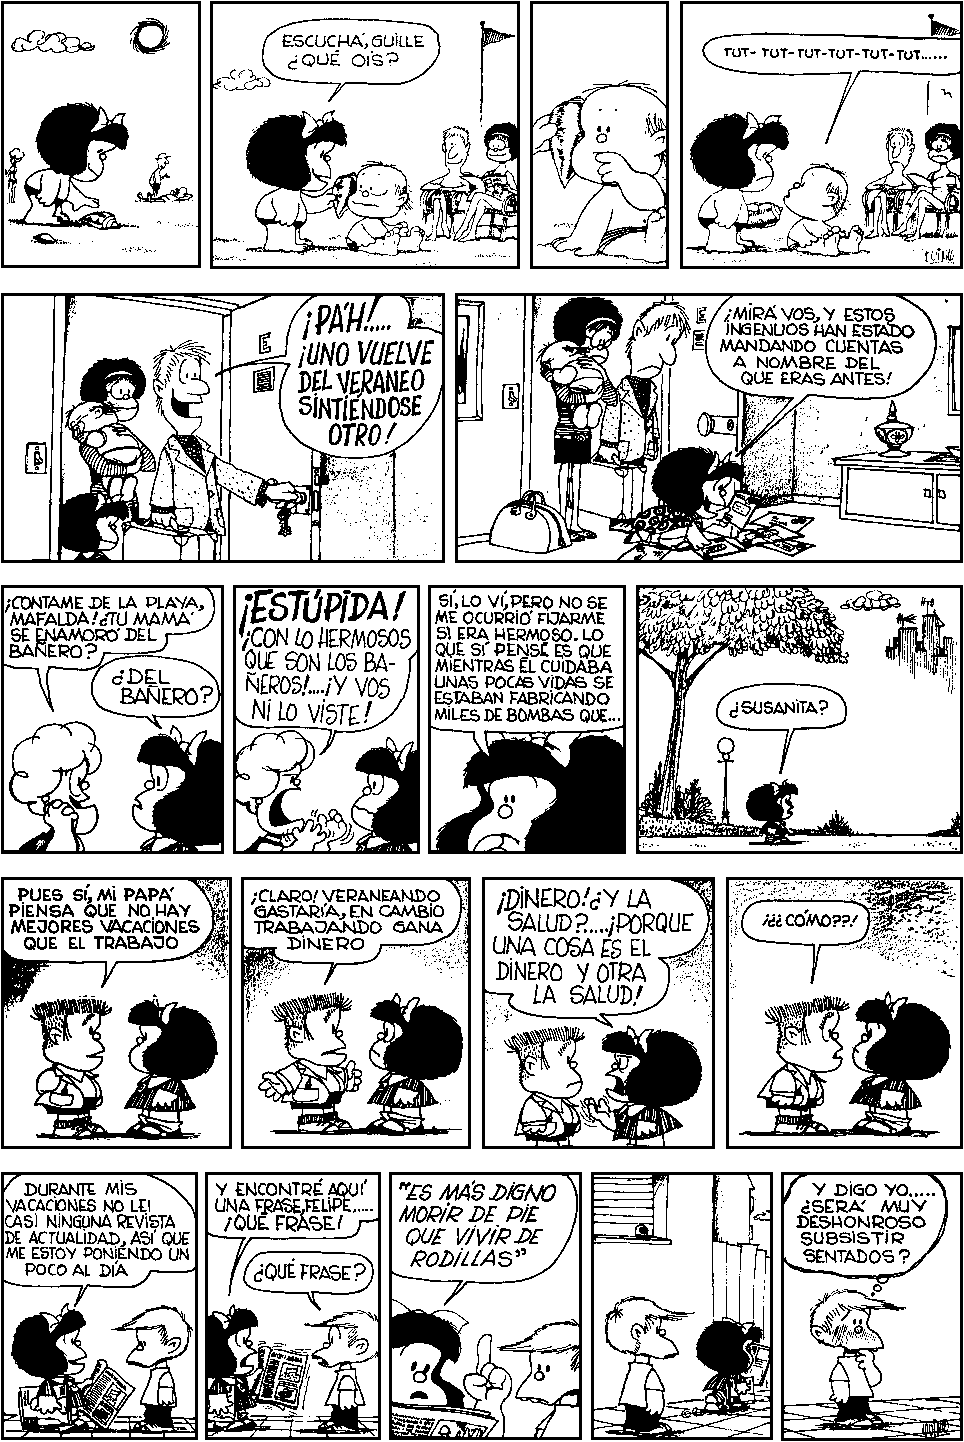 ESCUCHÁ, GUILLE
¿QUÉ OÍS?
TUT- TUT-TUT-TUT-TUT-TUT......
¡PAH!.....
¡UNO VUELVE
DEL VERANEO
SINTIÉNDOSE
OTRO!
¡MIRÁ VOS, Y ESTOS
INGENUOS HAN ESTADO
MANDANDO CUENTAS
A NOMBRE DEL
QUE ERAS ANTES!
¡CONTAME DE LA PLAYA,
MAFALDA! ¿TU MAMÁ
SE ENAMORÓ DEL
BAÑERO?
¿DEL
BAÑERO?
¡ESTÚPIDA!
¡CON LO HERMOSOS
QUE SON LOS BA-
ÑEROS!....¡Y VOS
NI LO VISTE!
SÍ, LO VÍ, PERO NO SE
ME OCURRIÓ FIJARME
SI ERA HERMOSO. LO
QUE SÍ PENSÉ ES QUE
MIENTRAS ÉL CUIDABA
UNAS POCAS VIDAS SE
ESTABAN FABRICANDO
MILES DE BOMBAS QUE...
¿SUSANITA?
PUES SÍ, MI PAPÁ
PIENSA QUE NO HAY
MEJORES VACACIONES
QUE EL TRABAJO
¡CLARO! VERANEANDO
GASTARÍA, EN CAMBIO
TRABAJANDO GANA
DINERO
¡DINERO! ¿Y LA
SALUD?....¡PORQUE
UNA COSA ES EL
DINERO Y OTRA
LA SALUD!
¡¿¿CÓMO??!
DURANTE MIS
VACACIONES NO LEÍ
CASI NINGUNA REVISTA
DE ACTUALIDAD, ASÍ QUE
ME ESTOY PONIENDO UN
POCO AL DÍA
Y ENCONTRÉ AQUÍ
UNA FRASE, FELIPE,....
¡QUÉ FRASE!
¿QUÉ FRASE?
"ES MÁS DIGNO
MORIR DE PIE
QUE VIVIR DE
RODILLAS"
Y DIGO YO.....
¿SERÁ MUY
DESHONROSO
SUBSISTIR
SENTADOS?